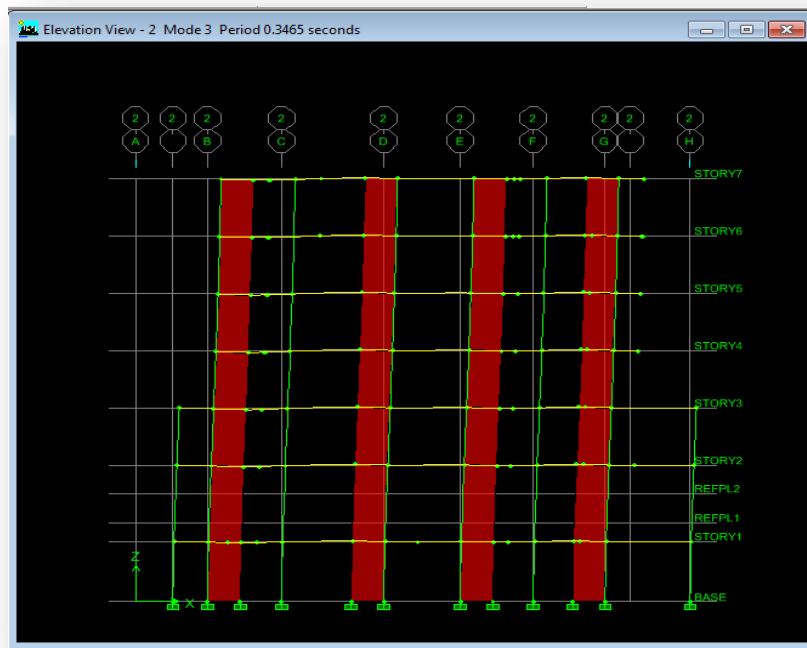 Elevation View - 2 Mode 3 Period 0.3465 seconds
2 2 2 2 2 2 2 2 2 2
A B C D E F G H
STORY7
STORY6
STORY5
STORY4
STORY3
STORY2
REFPL2
REFPL1
STORY1
Z
X
BASE